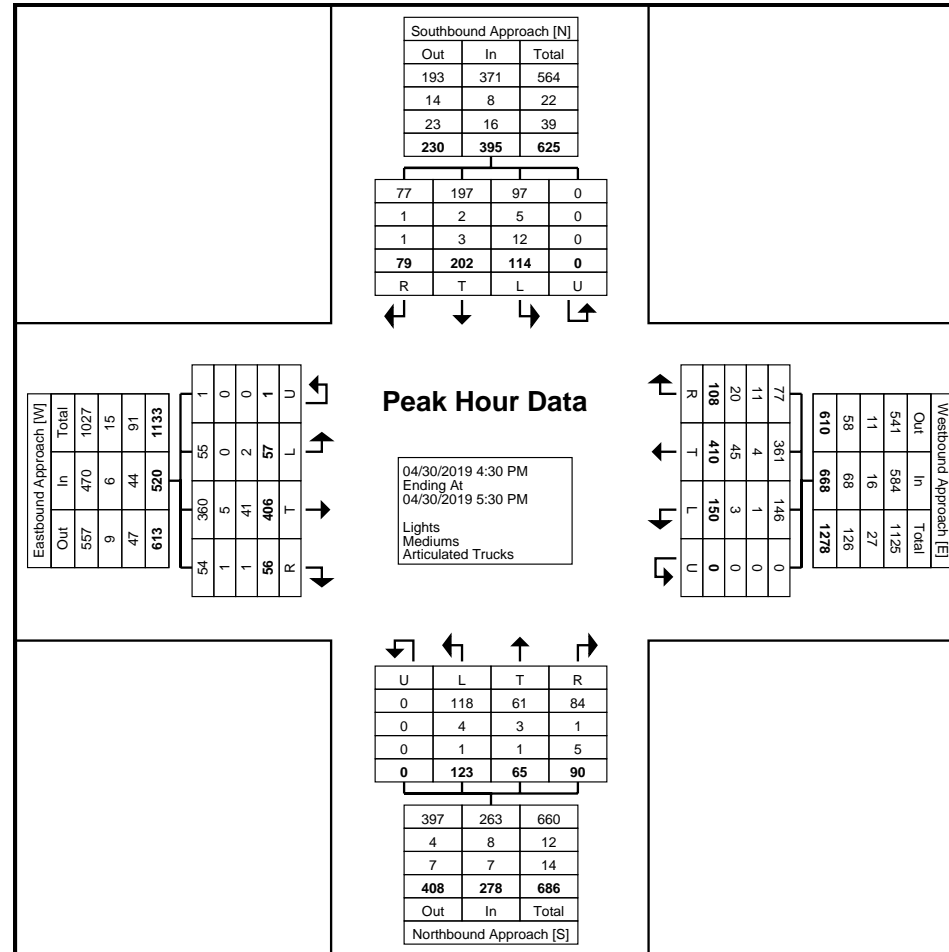 Southbound Approach [N]
Out In Total
193 371 564
14 8 22
23 16 39
230 395 625
77 197 97 0
1 2 5 0
1 3 12 0
79 202 114 0
R T L U
Eastbound Approach [W]
Total In Out
1027 470 557
15 6 9
91 44 47
1133 520 613
1 55 360 54
0 0 5 1
0 2 41 1
1 57 406 56
U L T R
Peak Hour Data
04/30/2019 4:30 PM
Ending At
04/30/2019 5:30 PM
Lights
Mediums
Articulated Trucks
R T L U
108 410 150 0
20 45 3 0
11 4 1 0
77 361 146 0
610 668 1278
58 68 126
11 16 27
541 584 1125
Out In Total
Westbound Approach [E]
U L T R
0 118 61 84
0 4 3 1
0 1 1 5
0 123 65 90
397 263 660
4 8 12
7 7 14
408 278 686
Out In Total
Northbound Approach [S]